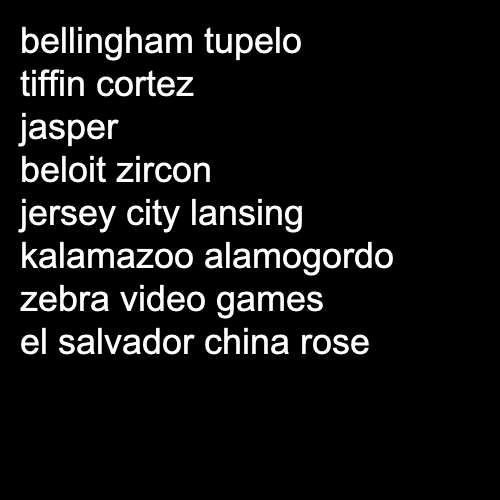 bellingham tupelo
tiffin cortez
jasper
beloit zircon
jersey city lansing
kalamazoo alamogordo
zebra video games
el salvador china rose